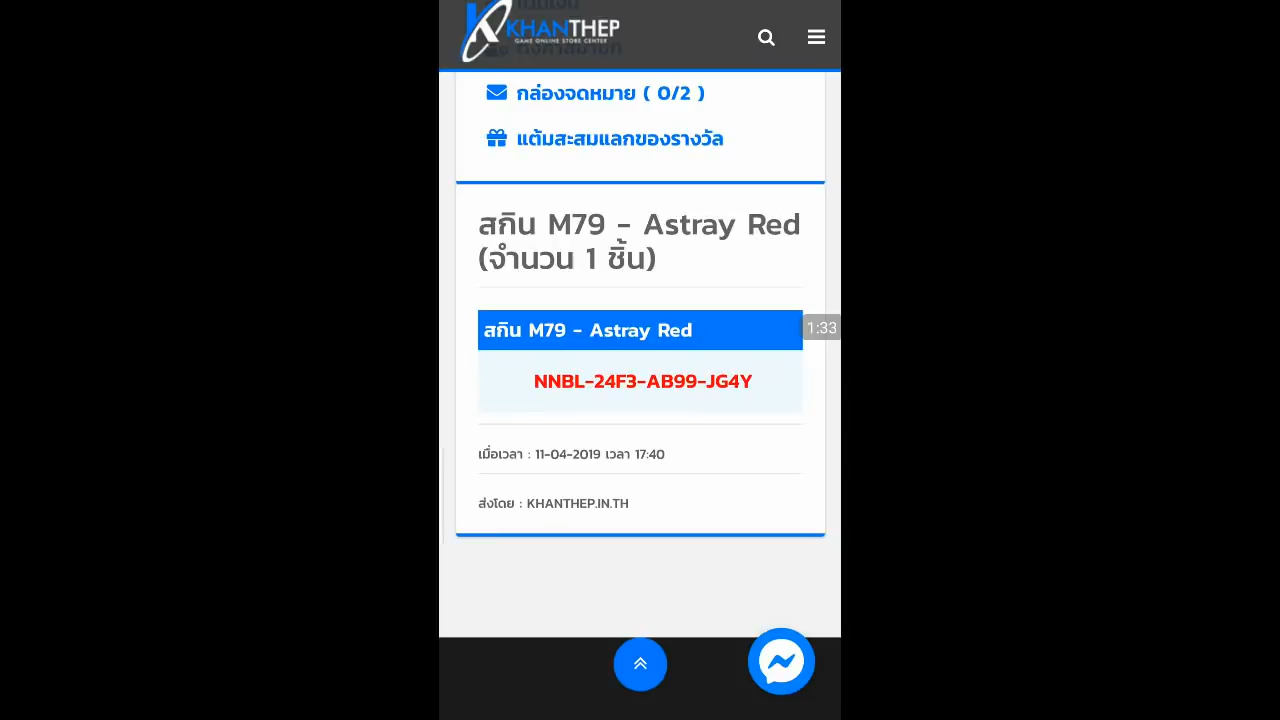 KHANTHEP
GAME ONLINE STORE CENTER
กล่องจดหมาย ( 0/2 )
แต้มสะสมแลกของรางวัล
สกิน M79 - Astray Red
(จำนวน 1 ชิ้น)
สกิน M79 - Astray Red
1:33
NNBL-24F3-AB99-JG4Y
เมื่อเวลา : 11-04-2019 เวลา 17:40
ส่งโดย : KHANTHEP.IN.TH